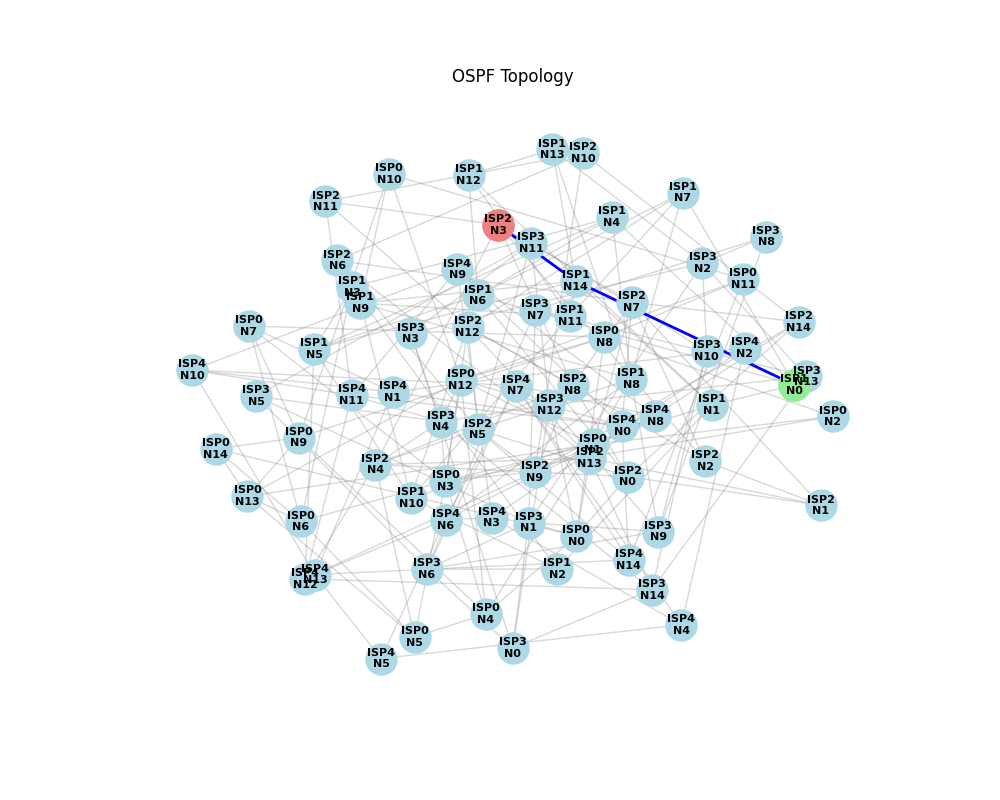 OSPF Topology
ISP1
N13
ISP2
N10
ISP0
N10
ISP1
N12
ISP1
N7
ISP2
N11
ISP1
N4
ISP2
N3
ISP3
N11
ISP3
N8
ISP2
N6
ISP3
N2
ISP4
N9
ISP0
N11
ISP1
N14
ISP1
N3
ISP1
N9
ISP1
N6
ISP2
N7
ISP3
N7
ISP1
N11
ISP2
N14
ISP0
N7
ISP2
N12
ISP3
N3
ISP0
N8
ISP1
N5
ISP3
N10
ISP4
N2
ISP4
N10
ISP3
N13
N0
ISP0
N12
ISP4
N7
ISP2
N8
ISP1
N8
ISP3
N5
ISP4
N11
ISP4
N1
ISP3
N12
ISP1
N1
ISP0
N2
ISP4
N8
ISP3
N4
ISP2
N5
ISP4
N0
ISP0
N9
ISP0
N14
ISP0
N1
ISP2
N13
ISP2
N4
ISP2
N2
ISP2
N9
ISP2
N0
ISP0
N3
ISP0
N13
ISP1
N10
ISP2
N1
ISP0
N6
ISP4
N6
ISP4
N3
ISP3
N1
ISP0
N0
ISP3
N9
ISP4
N14
ISP3
N6
ISP1
N2
ISP4
N12
ISP4
N13
ISP3
N14
ISP0
N4
ISP4
N4
ISP0
N5
ISP3
N0
ISP4
N5